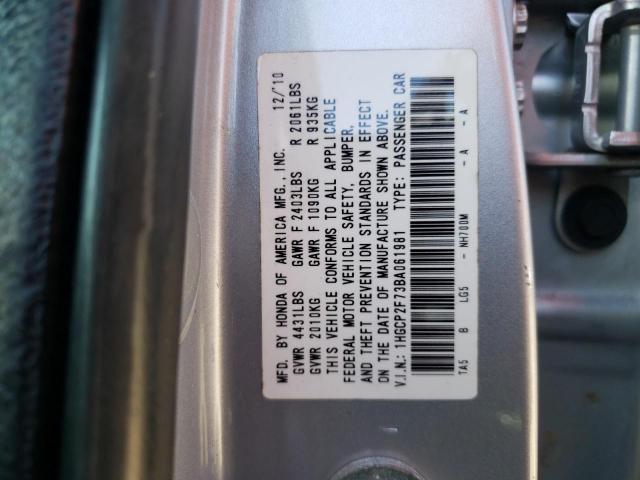 MFD. BY HONDA OF AMERICA MFG., INC. 12/'10
GVWR 4431LBS GAWR F 2403LBS R 2061LBS
GVWR 2010KG GAWR F 1090KG R 935KG
THIS VEHICLE CONFORMS TO ALL APPLICABLE
FEDERAL MOTOR VEHICLE SAFETY, BUMPER,
AND THEFT PREVENTION STANDARDS IN EFFECT
ON THE DATE OF MANUFACTURE SHOWN ABOVE.
V.I.N.: 1HGCP2F73BA061981 TYPE: PASSENGER CAR
TA5 B LG5 - NH700M - A - A